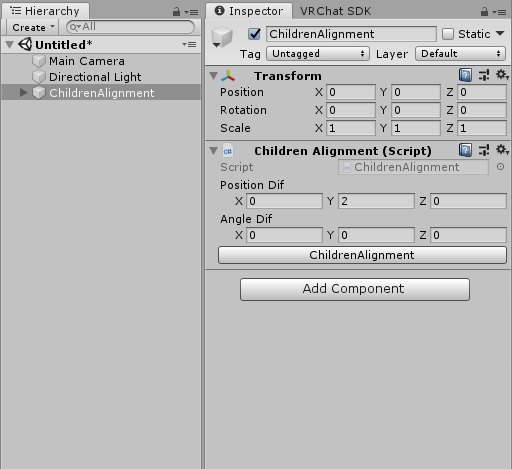 Hierarchy
Create
All
Untitled*
Main Camera
Directional Light
ChildrenAlignment
Inspector VRChat SDK
ChildrenAlignment Static
Tag Untagged Layer Default
Transform
Position X 0 Y 0 Z 0
Rotation X 0 Y 0 Z 0
Scale X 1 Y 1 Z 1
Children Alignment (Script)
Script ChildrenAlignment
Position Dif
X 0 Y 2 Z 0
Angle Dif
X 0 Y 0 Z 0
ChildrenAlignment
Add Component